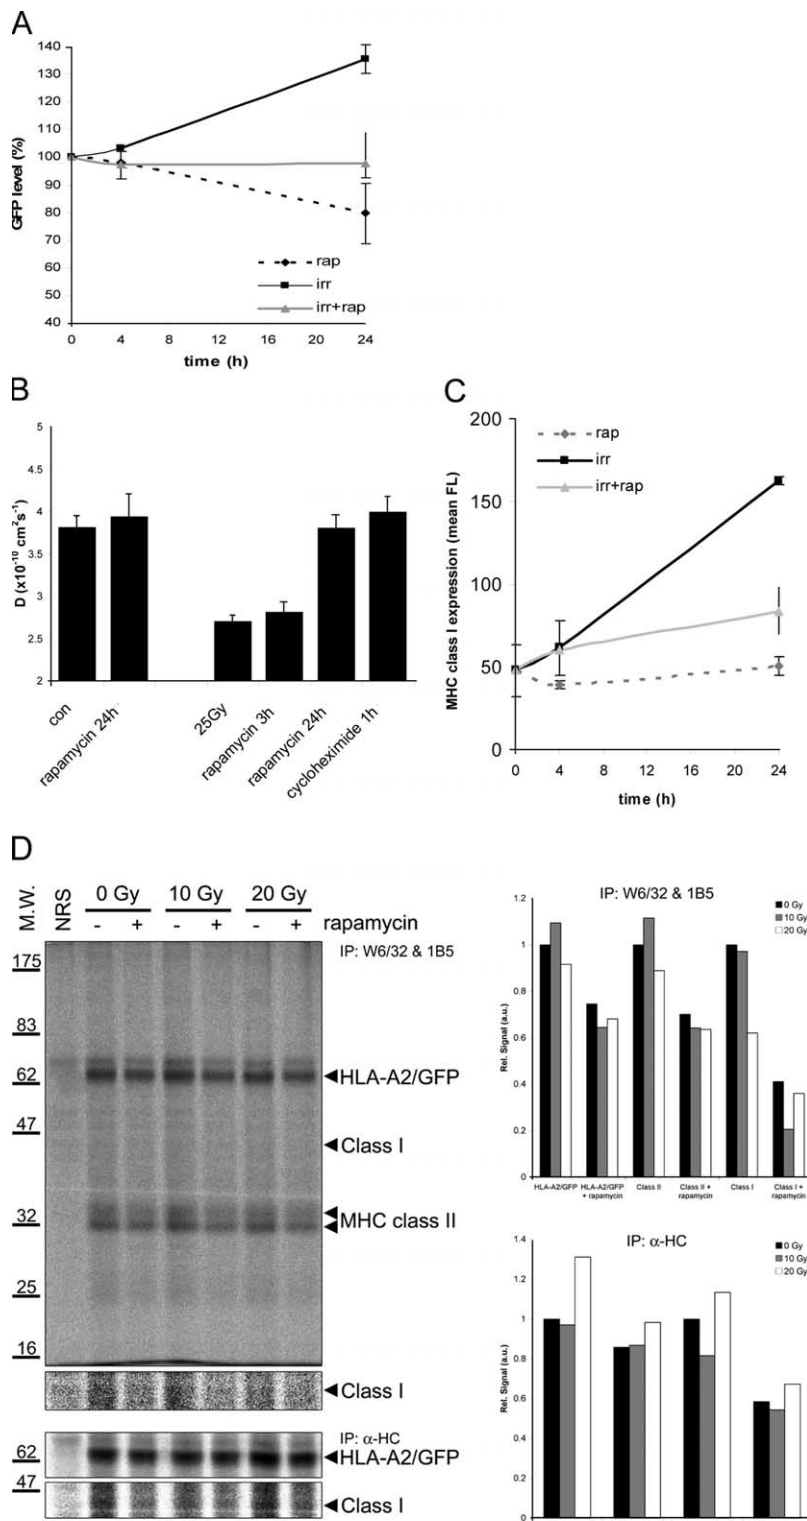 A
140
130
120
110
100
90
80
70
60
50
40
GFP level (%)
rap
irr
irr+rap
0 4 8 12 16 20 24
time (h)
B
5
4.5
4
3.5
3
2.5
2
D (x10⁻¹⁰ cm²s⁻¹)
con
rapamycin 24h
25Gy
rapamycin 3h
rapamycin 24h
cycloheximide 1h
C
200
150
100
50
0
MHC class I expression (mean FL)
rap
irr
irr+rap
0 4 8 12 16 20 24
time (h)
D
M.W.
NRS
0 Gy 10 Gy 20 Gy
- + - + - + rapamycin
IP: W6/32 & 1B5
175
83
62
47
32
25
16
HLA-A2/GFP
Class I
MHC class II
Class I
IP: α-HC
62
HLA-A2/GFP
47
Class I
IP: W6/32 & 1B5
0 Gy
10 Gy
20 Gy
1.2
1
0.8
0.6
0.4
0.2
0
Rel. Signal (a.u.)
HLA-A2/GFP
HLA-A2/GFP + rapamycin
Class II
Class II + rapamycin
Class I
Class I + rapamycin
IP: α-HC
0 Gy
10 Gy
20 Gy
1.4
1.2
1
0.8
0.6
0.4
0.2
0
Rel. Signal (a.u.)